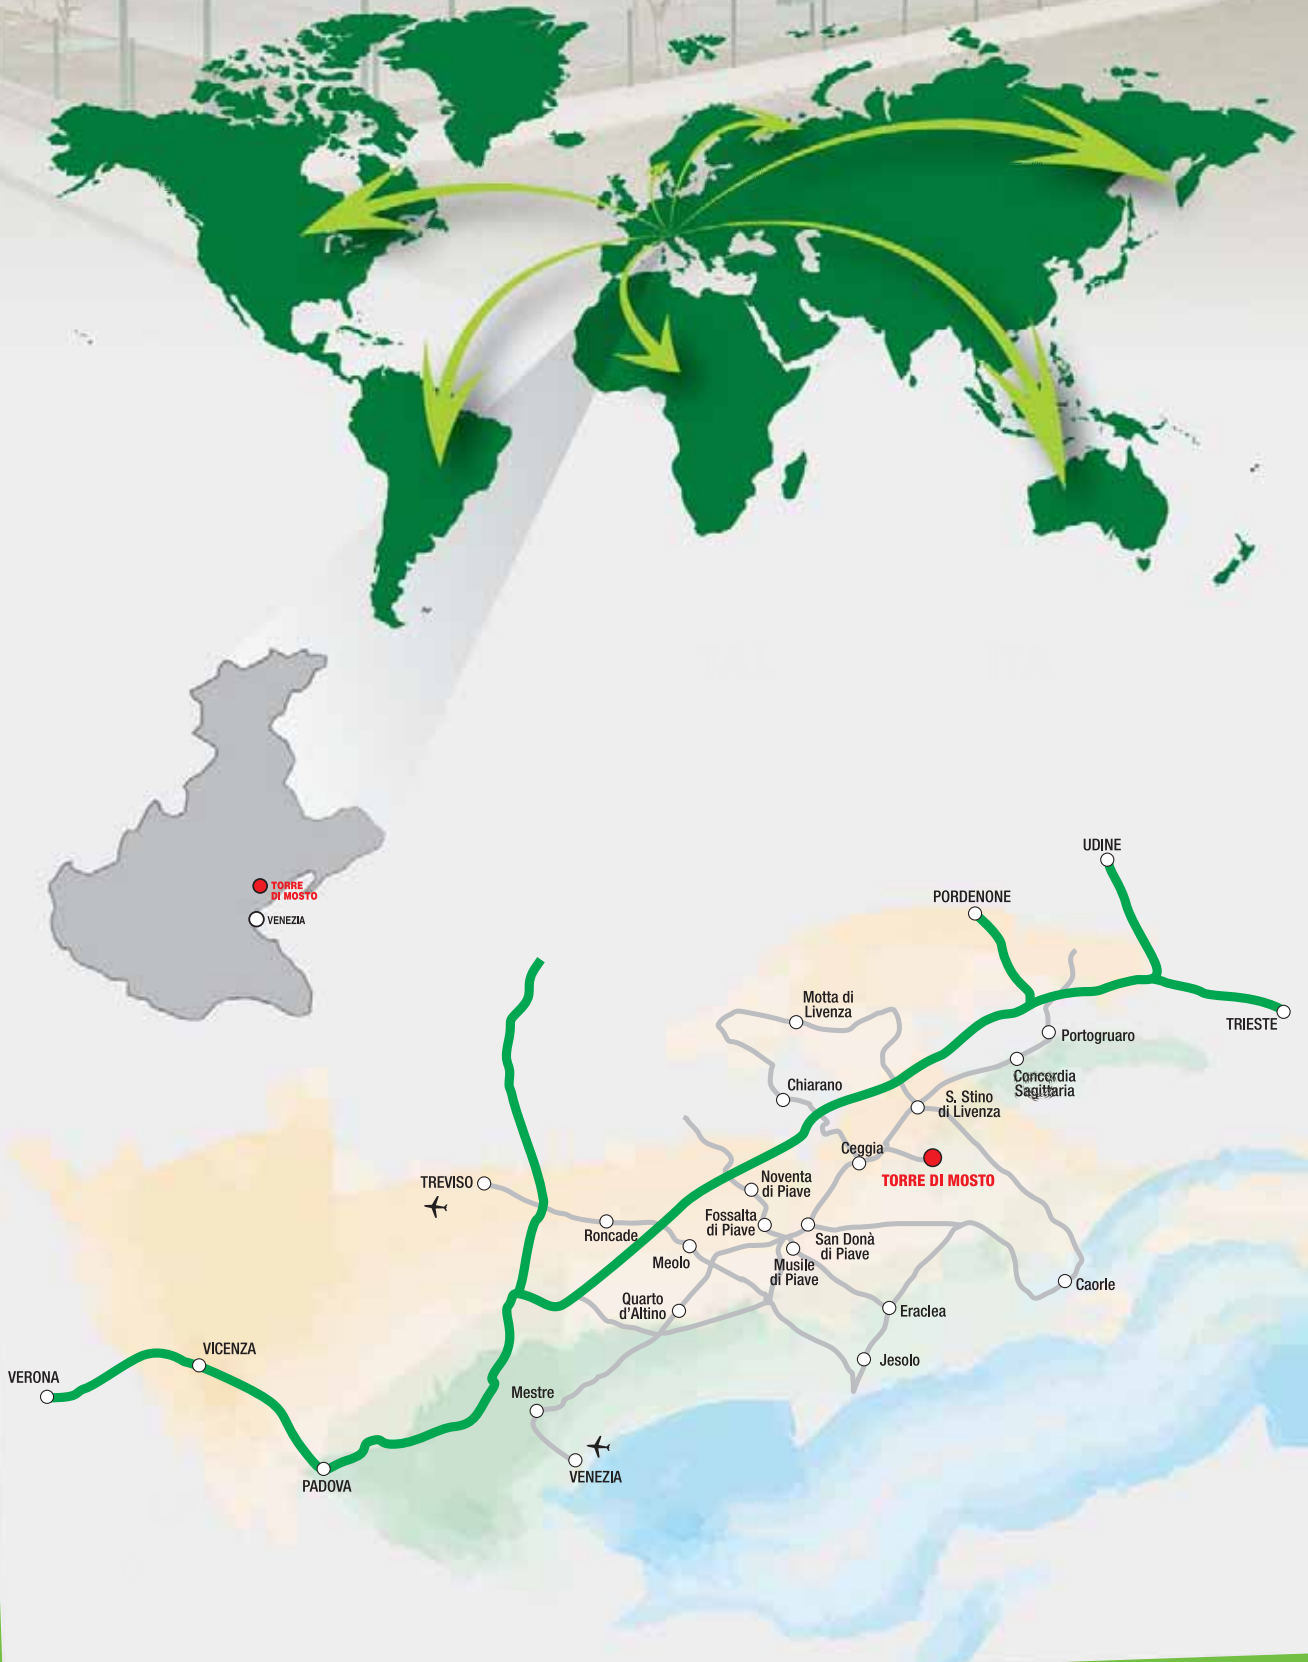 TORRE
DI MOSTO
VENEZIA
UDINE
PORDENONE
Motta di
Livenza
TRIESTE
Portogruaro
Concordia
Sagittaria
Chiarano
S. Stino
di Livenza
Ceggia
TORRE DI MOSTO
TREVISO
Noventa
di Piave
Fossalta
di Piave
Roncade
San Donà
di Piave
Meolo
Musile
di Piave
Caorle
Quarto
d'Altino
Eraclea
VICENZA
Jesolo
VERONA
Mestre
VENEZIA
PADOVA